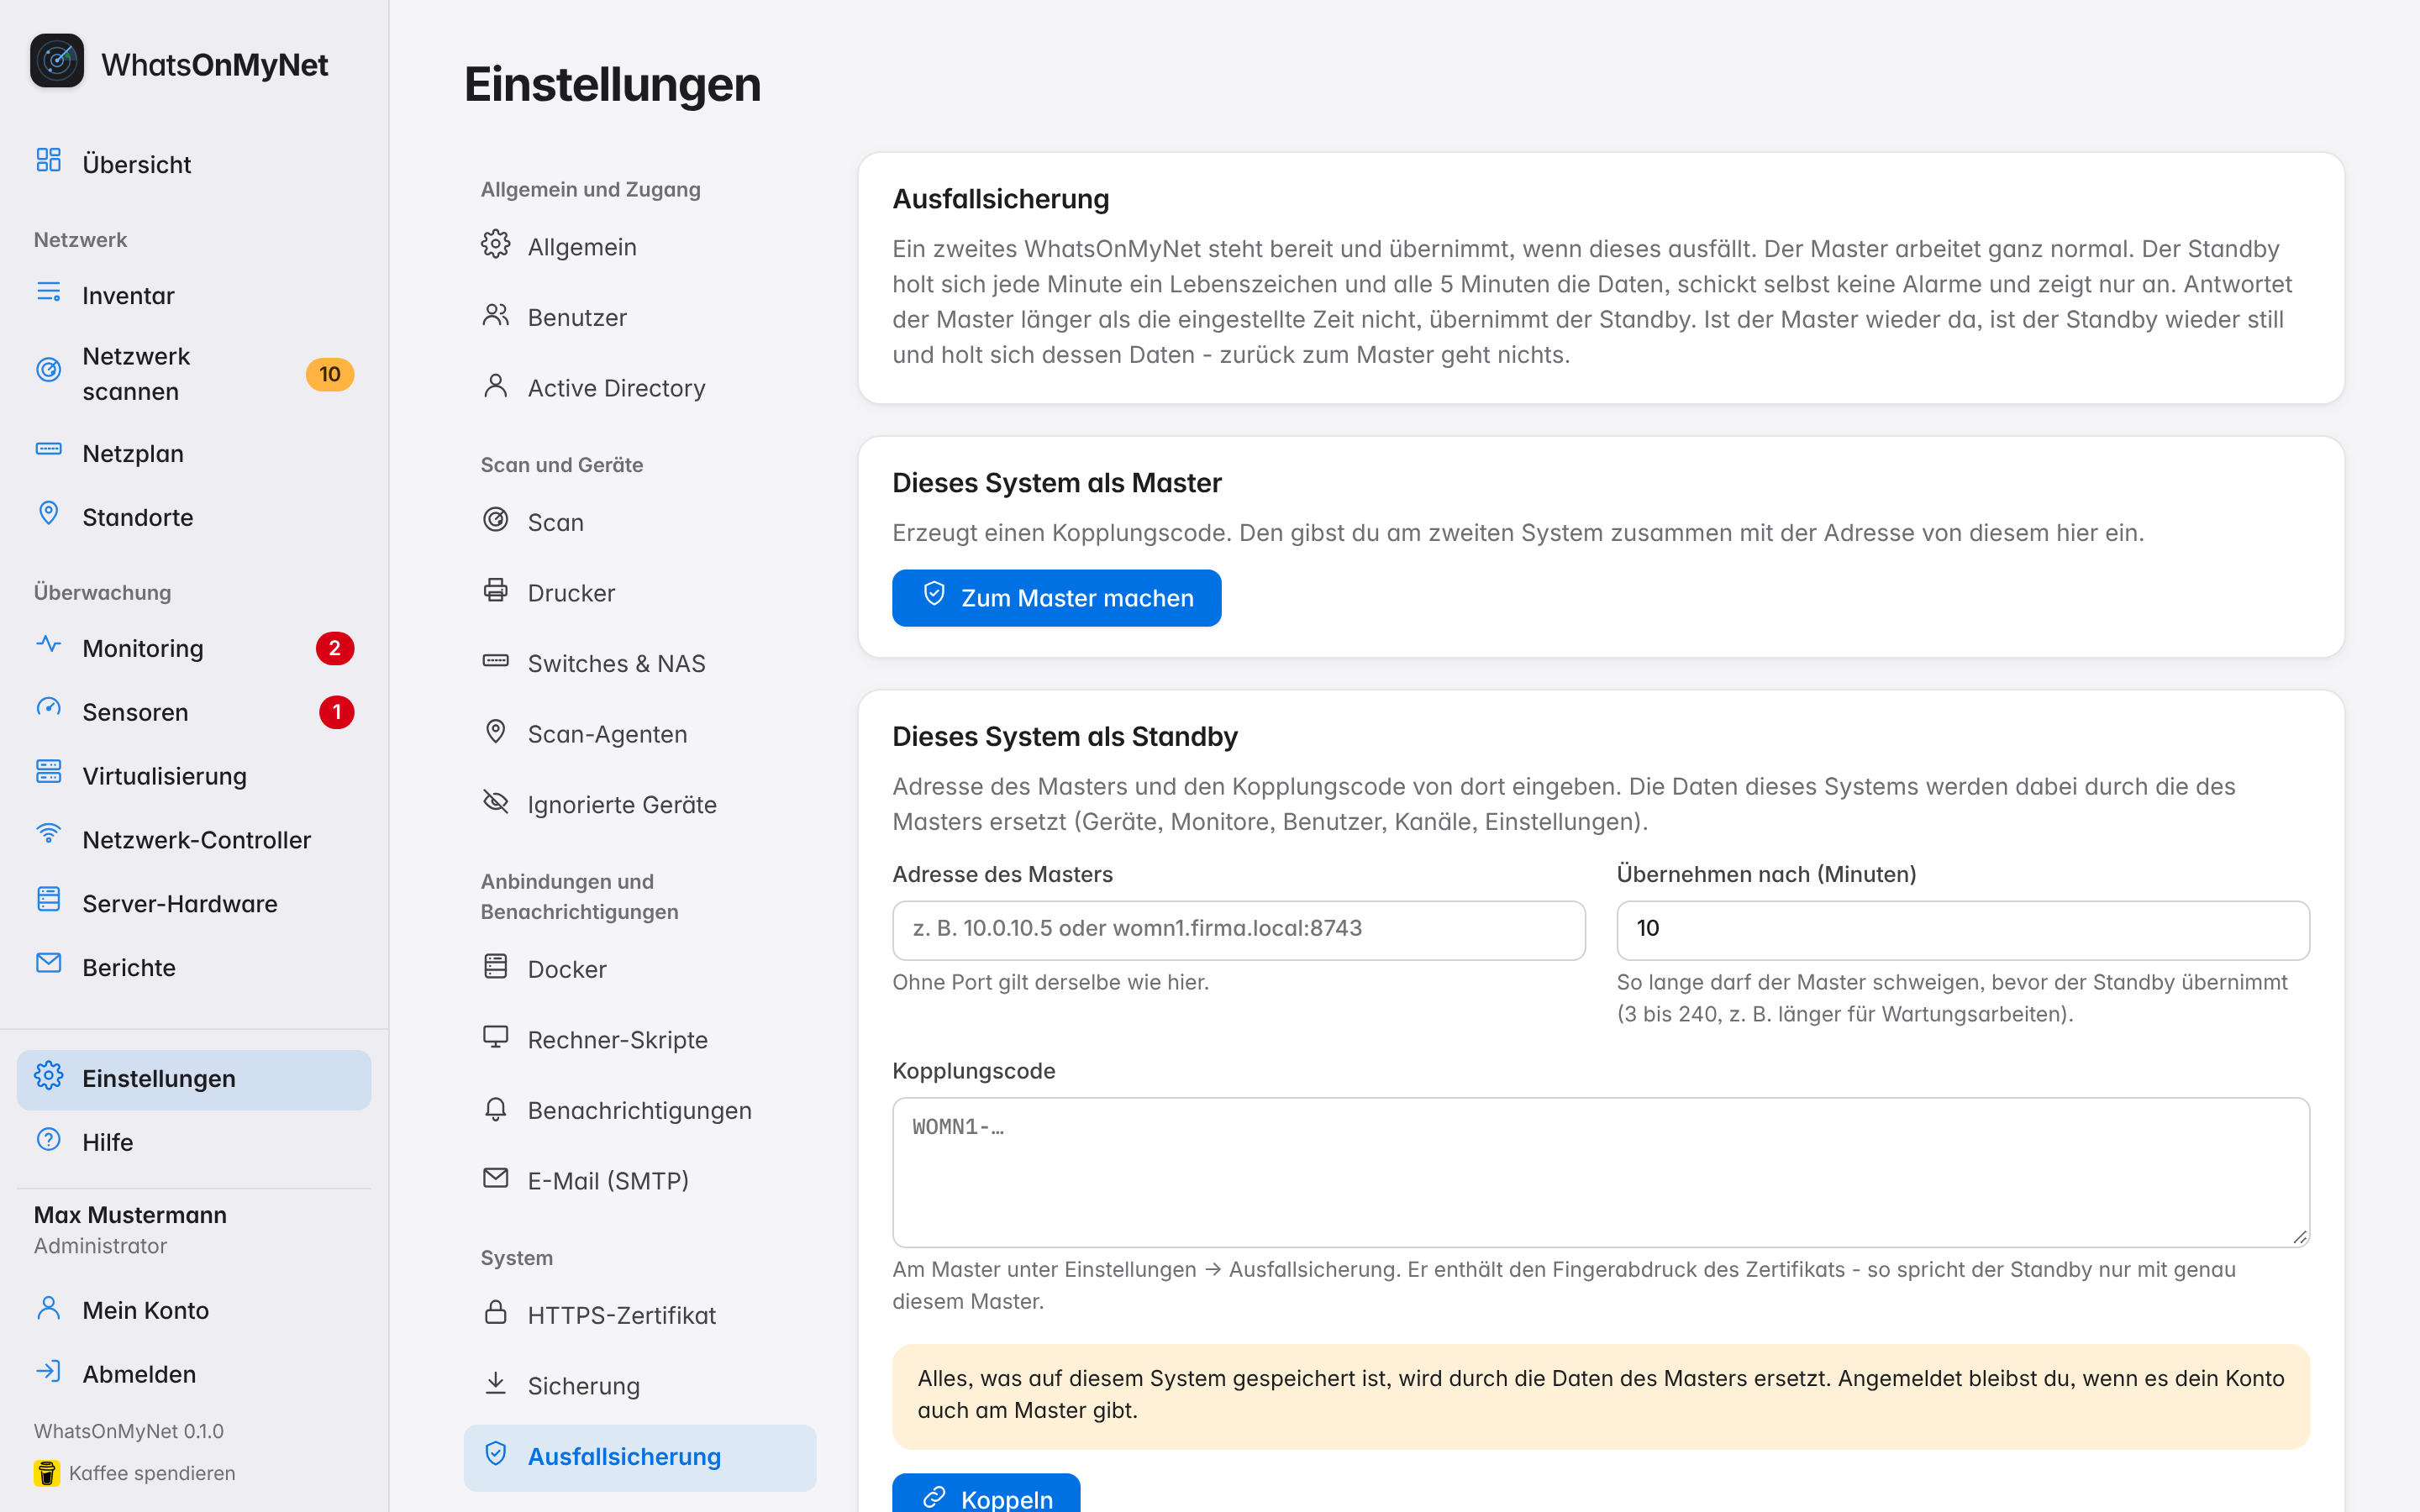 WhatsOnMyNet
Übersicht
Netzwerk
Inventar
Netzwerk
scannen
10
Netzplan
Standorte
Überwachung
Monitoring
2
Sensoren
1
Virtualisierung
Netzwerk-Controller
Server-Hardware
Berichte
Einstellungen
Hilfe
Max Mustermann
Administrator
Mein Konto
Abmelden
WhatsOnMyNet 0.1.0
Kaffee spendieren
Einstellungen
Allgemein und Zugang
Allgemein
Benutzer
Active Directory
Scan und Geräte
Scan
Drucker
Switches & NAS
Scan-Agenten
Ignorierte Geräte
Anbindungen und
Benachrichtigungen
Docker
Rechner-Skripte
Benachrichtigungen
E-Mail (SMTP)
System
HTTPS-Zertifikat
Sicherung
Ausfallsicherung
Ausfallsicherung
Ein zweites WhatsOnMyNet steht bereit und übernimmt, wenn dieses ausfällt. Der Master arbeitet ganz normal. Der Standby
holt sich jede Minute ein Lebenszeichen und alle 5 Minuten die Daten, schickt selbst keine Alarme und zeigt nur an. Antwortet
der Master länger als die eingestellte Zeit nicht, übernimmt der Standby. Ist der Master wieder da, ist der Standby wieder still
und holt sich dessen Daten - zurück zum Master geht nichts.
Dieses System als Master
Erzeugt einen Kopplungscode. Den gibst du am zweiten System zusammen mit der Adresse von diesem hier ein.
Zum Master machen
Dieses System als Standby
Adresse des Masters und den Kopplungscode von dort eingeben. Die Daten dieses Systems werden dabei durch die des
Masters ersetzt (Geräte, Monitore, Benutzer, Kanäle, Einstellungen).
Adresse des Masters
z. B. 10.0.10.5 oder womn1.firma.local:8743
Ohne Port gilt derselbe wie hier.
Übernehmen nach (Minuten)
10
So lange darf der Master schweigen, bevor der Standby übernimmt
(3 bis 240, z. B. länger für Wartungsarbeiten).
Kopplungscode
WOMN1-…
Am Master unter Einstellungen → Ausfallsicherung. Er enthält den Fingerabdruck des Zertifikats - so spricht der Standby nur mit genau
diesem Master.
Alles, was auf diesem System gespeichert ist, wird durch die Daten des Masters ersetzt. Angemeldet bleibst du, wenn es dein Konto
auch am Master gibt.
Koppeln